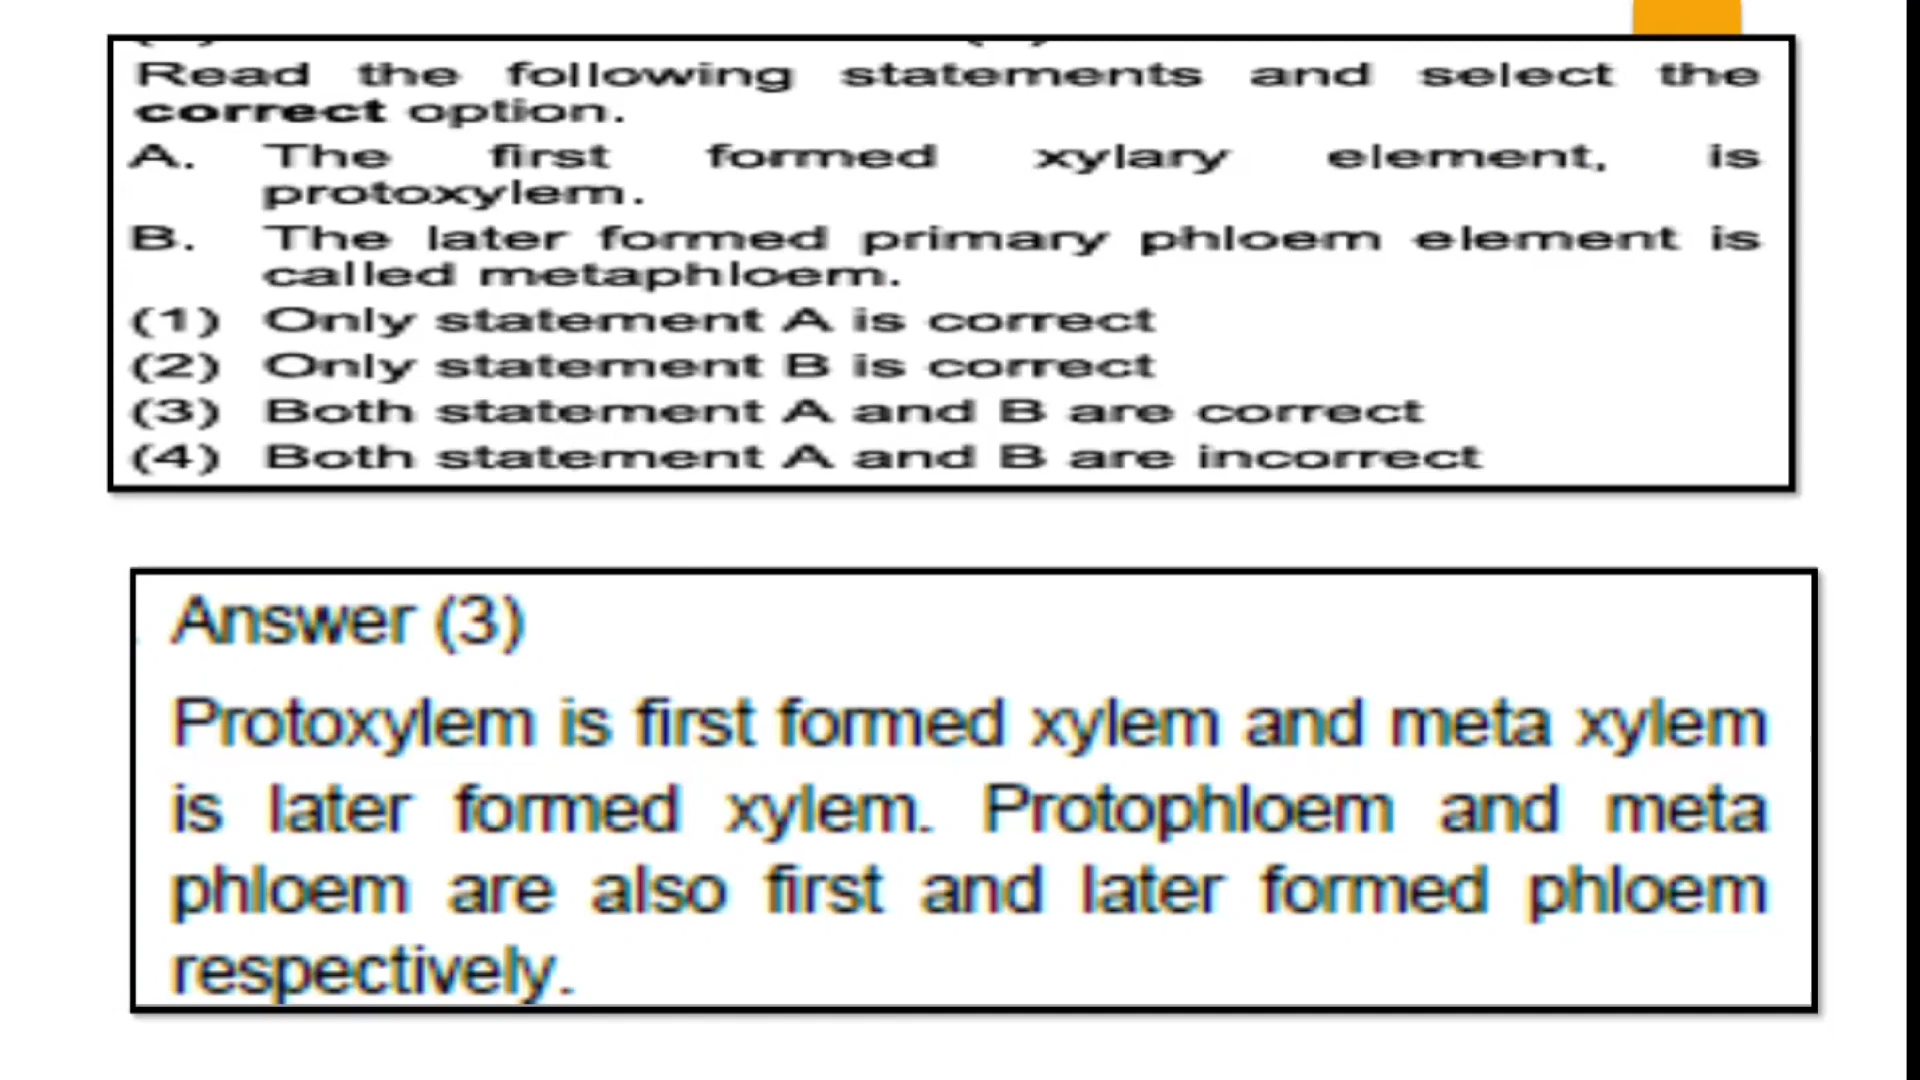 Read the following statements and select the
correct option.
A. The first formed xylary element, is
protoxylem.
B. The later formed primary phloem element is
called metaphloem.
(1) Only statement A is correct
(2) Only statement B is correct
(3) Both statement A and B are correct
(4) Both statement A and B are incorrect
Answer (3)
Protoxylem is first formed xylem and meta xylem
is later formed xylem. Protophloem and meta
phloem are also first and later formed phloem
respectively.